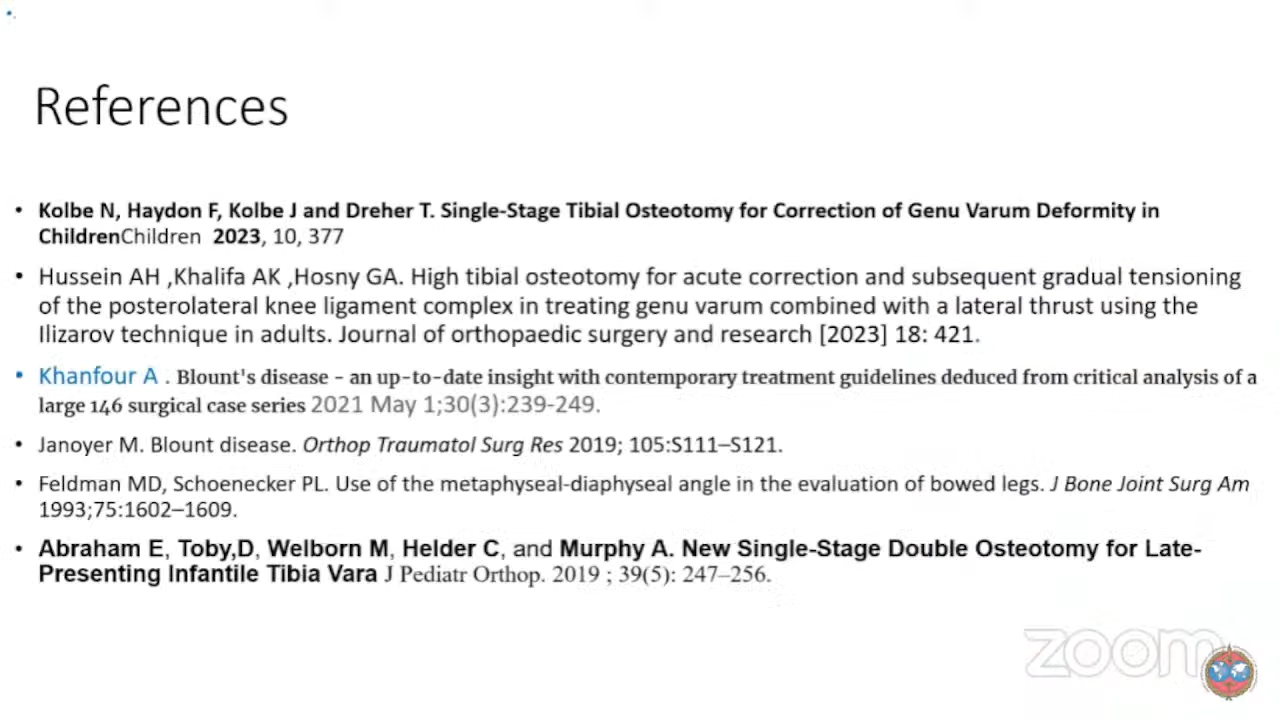 References
• Kolbe N, Haydon F, Kolbe J and Dreher T. Single-Stage Tibial Osteotomy for Correction of Genu Varum Deformity in
ChildrenChildren 2023, 10, 377
• Hussein AH ,Khalifa AK ,Hosny GA. High tibial osteotomy for acute correction and subsequent gradual tensioning
of the posterolateral knee ligament complex in treating genu varum combined with a lateral thrust using the
Ilizarov technique in adults. Journal of orthopaedic surgery and research [2023] 18: 421.
• Khanfour A . Blount's disease - an up-to-date insight with contemporary treatment guidelines deduced from critical analysis of a
large 146 surgical case series 2021 May 1;30(3):239-249.
• Janoyer M. Blount disease. Orthop Traumatol Surg Res 2019; 105:S111–S121.
• Feldman MD, Schoenecker PL. Use of the metaphyseal-diaphyseal angle in the evaluation of bowed legs. J Bone Joint Surg Am
1993;75:1602–1609.
• Abraham E, Toby,D, Welborn M, Helder C, and Murphy A. New Single-Stage Double Osteotomy for Late-
Presenting Infantile Tibia Vara J Pediatr Orthop. 2019 ; 39(5): 247–256.
zoom